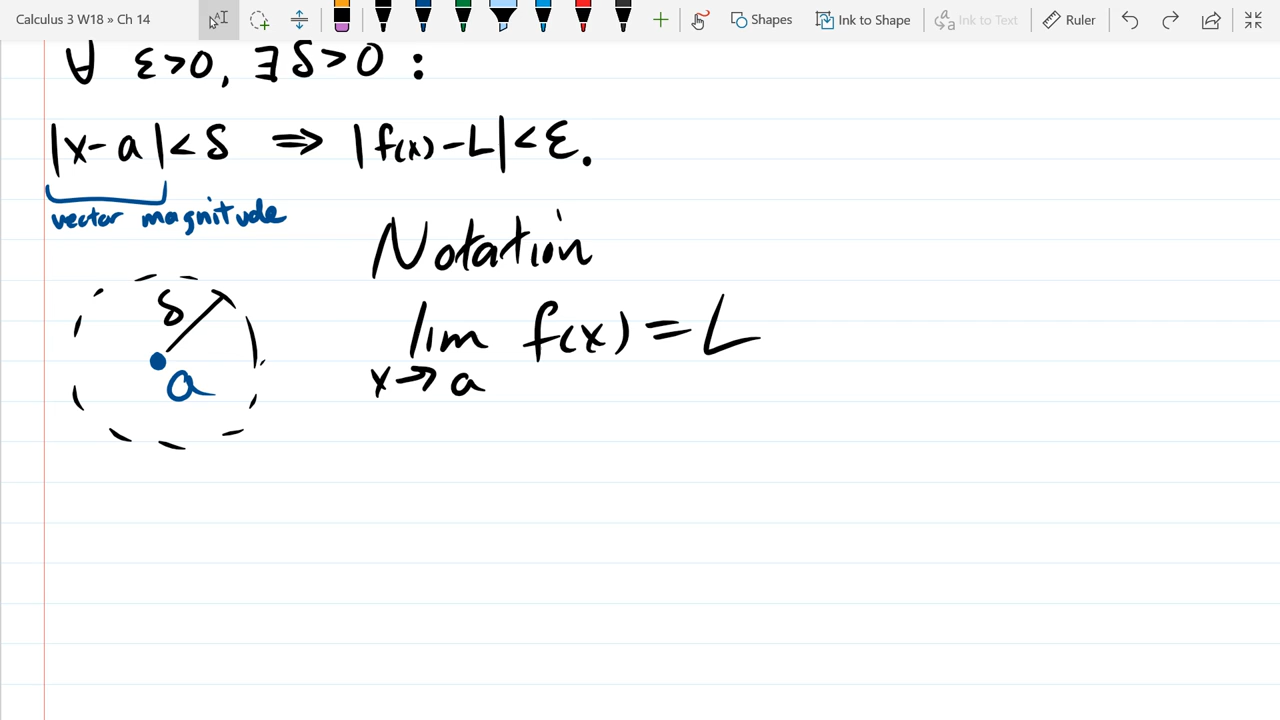 Calculus 3 W18 » Ch 14
Shapes
Ink to Shape
Ink to Text
Ruler
∀ ε>0, ∃ δ>0 :
|x-a|<δ ⇒ |f(x)-L|<ε.
vector magnitude
Notation
δ
lim f(x) = L
x→a
a